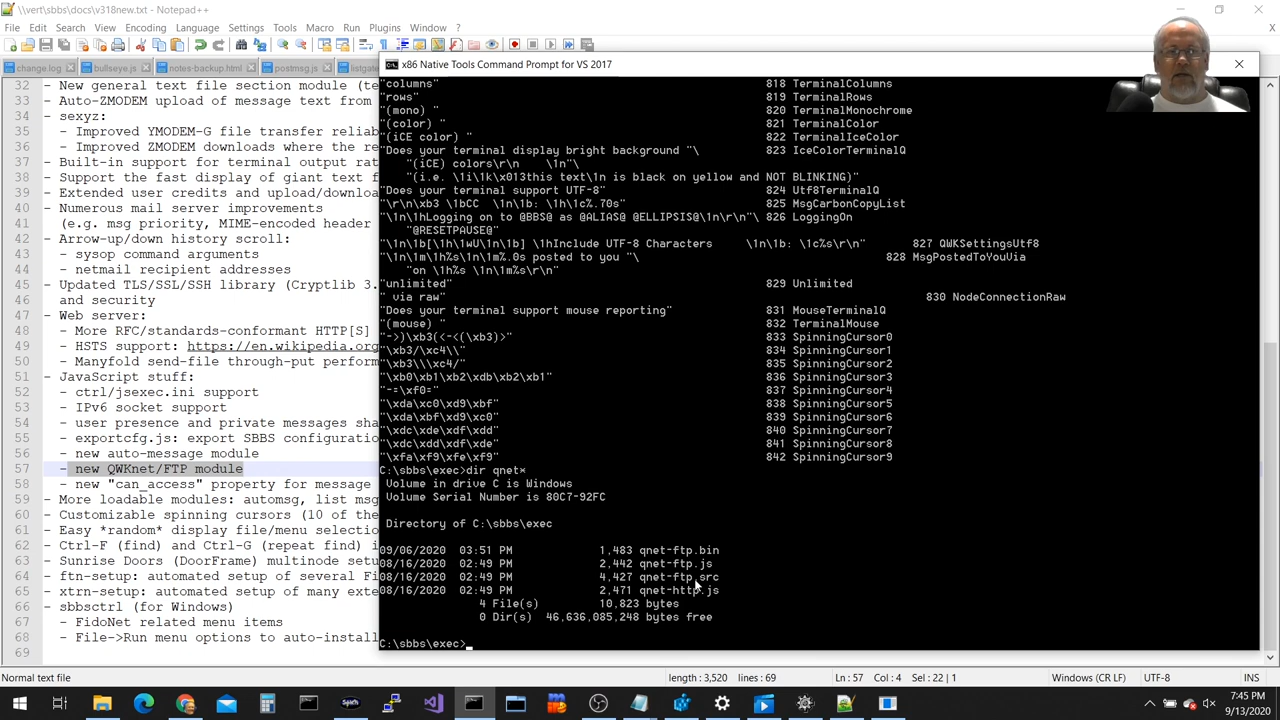 \\vert\sbbs\docs\v318new.txt - Notepad++
File Edit Search View Encoding Language Settings Tools Macro Run Plugins Window ?
change.log bullseye.js notes-backup.html postmsg.js listgate
x86 Native Tools Command Prompt for VS 2017
32 - New general text file section module (te
33 - Auto-ZMODEM upload of message text from
34 - sexyz:
35 - Improved YMODEM-G file transfer reliab
36 - Improved ZMODEM downloads where the re
37 - Built-in support for terminal output rat
38 - Support the fast display of giant text f
39 - Extended user credits and upload/downloa
40 - Numerous mail server improvements
41 (e.g. msg priority, MIME-encoded header
42 - Arrow-up/down history scroll:
43 - sysop command arguments
44 - netmail recipient addresses
45 - Updated TLS/SSL/SSH library (Cryptlib 3.
46 and security
47 - Web server:
48 - More RFC/standards-conformant HTTP[S]
49 - HSTS support: https://en.wikipedia.org
50 - Manyfold send-file through-put perform
51 - JavaScript stuff:
52 - ctrl/jsexec.ini support
53 - IPv6 socket support
54 - user presence and private messages sha
55 - exportcfg.js: export SBBS configuration
56 - new auto-message module
57 - new QWKnet/FTP module
58 - new "can_access" property for message
59 - More loadable modules: automsg, list msg
60 - Customizable spinning cursors (10 of the
61 - Easy *random* display file/menu selectio
62 - Ctrl-F (find) and Ctrl-G (repeat find) i
63 - Sunrise Doors (DoorFrame) multinode setu
64 - ftn-setup: automated setup of several Fi
65 - xtrn-setup: automated setup of many exte
66 - sbbsctrl (for Windows)
67 - FidoNet related menu items
68 - File->Run menu options to auto-install
69
"columns" 818 TerminalColumns
"rows" 819 TerminalRows
"(mono) " 820 TerminalMonochrome
"(color) " 821 TerminalColor
"(iCE color) " 822 TerminalIceColor
"Does your terminal display bright background "\ 823 IceColorTerminalQ
"(iCE) colors\r\n \1n"\
"(i.e. \1i\1k\x013this text\1n is black on yellow and NOT BLINKING)"
"Does your terminal support UTF-8" 824 Utf8TerminalQ
"\r\n\xb3 \1bCC \1n\1b: \1h\1c%.70s" 825 MsgCarbonCopyList
"\1n\1hLogging on to @BBS@ as @ALIAS@ @ELLIPSIS@\1n\r\n"\ 826 LoggingOn
"@RESETPAUSE@"
"\1n\1b[\1h\1wU\1n\1b] \1hInclude UTF-8 Characters \1n\1b: \1c%s\r\n" 827 QWKSettingsUtf8
"\1n\1m\1h%s\1n\1m%.0s posted to you "\ 828 MsgPostedToYouVia
"on \1h%s \1n\1m%s\r\n"
"unlimited" 829 Unlimited
" via raw" 830 NodeConnectionRaw
"Does your terminal support mouse reporting" 831 MouseTerminalQ
"(mouse) " 832 TerminalMouse
"->)\xb3(<-<(\xb3)>" 833 SpinningCursor0
"\xb3/\xc4\\" 834 SpinningCursor1
"\xb3\\\xc4/" 835 SpinningCursor2
"\xb0\xb1\xb2\xdb\xb2\xb1" 836 SpinningCursor3
"-=\xf0=" 837 SpinningCursor4
"\xda\xc0\xd9\xbf" 838 SpinningCursor5
"\xda\xbf\xd9\xc0" 839 SpinningCursor6
"\xdc\xde\xdf\xdd" 840 SpinningCursor7
"\xdc\xdd\xdf\xde" 841 SpinningCursor8
"\xfa\xf9\xfe\xf9" 842 SpinningCursor9
C:\sbbs\exec>dir qnet*
Volume in drive C is Windows
Volume Serial Number is 80C7-92FC
Directory of C:\sbbs\exec
09/06/2020 03:51 PM 1,483 qnet-ftp.bin
08/16/2020 02:49 PM 2,442 qnet-ftp.js
08/16/2020 02:49 PM 4,427 qnet-ftp.src
08/16/2020 02:49 PM 2,471 qnet-http.js
4 File(s) 10,823 bytes
0 Dir(s) 46,636,085,248 bytes free
C:\sbbs\exec>
Normal text file length : 3,520 lines : 69 Ln : 57 Col : 4 Sel : 22 | 1 Windows (CR LF) UTF-8 INS
7:45 PM
9/13/2020